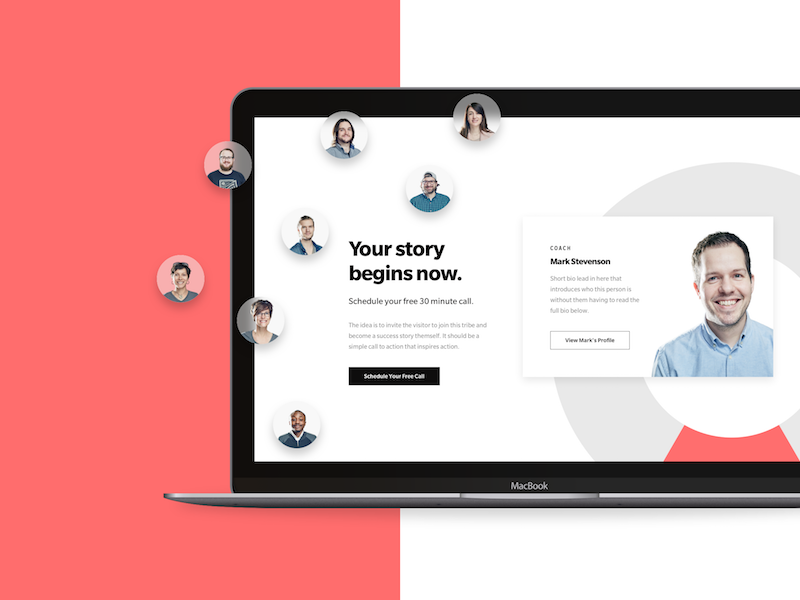 Your story
begins now.
Schedule your free 30 minute call.
The idea is to invite the visitor to join this tribe and
become a success story themself. It should be a
simple call to action that inspires action.
Schedule Your Free Call
COACH
Mark Stevenson
Short bio lead in here that
introduces who this person is
without them having to read the
full bio below.
View Mark's Profile
MacBook